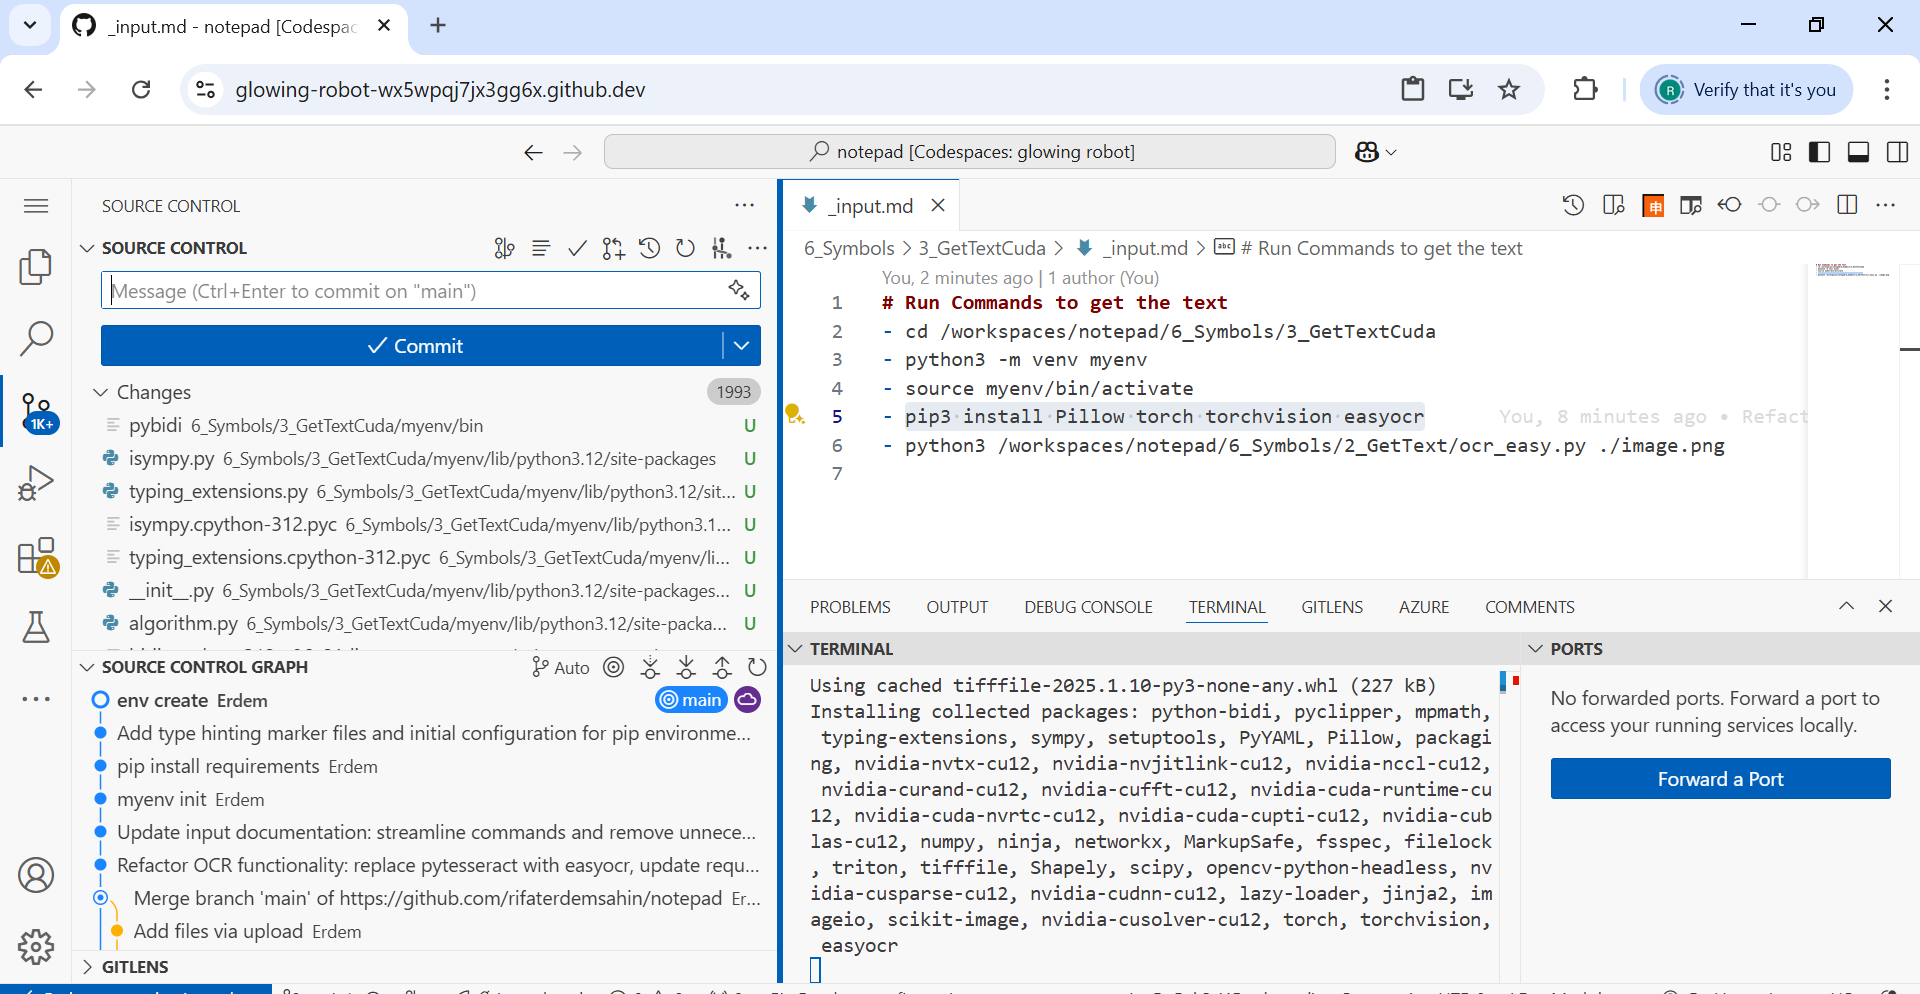 _input.md - notepad [Codespac
glowing-robot-wx5wpqj7jx3gg6x.github.dev
R
Verify that it's you
notepad [Codespaces: glowing robot]
SOURCE CONTROL
SOURCE CONTROL
Message (Ctrl+Enter to commit on "main")
Commit
Changes
1993
1K+
pybidi 6_Symbols/3_GetTextCuda/myenv/bin U
isympy.py 6_Symbols/3_GetTextCuda/myenv/lib/python3.12/site-packages U
typing_extensions.py 6_Symbols/3_GetTextCuda/myenv/lib/python3.12/sit... U
isympy.cpython-312.pyc 6_Symbols/3_GetTextCuda/myenv/lib/python3.1... U
typing_extensions.cpython-312.pyc 6_Symbols/3_GetTextCuda/myenv/li... U
__init__.py 6_Symbols/3_GetTextCuda/myenv/lib/python3.12/site-packages... U
algorithm.py 6_Symbols/3_GetTextCuda/myenv/lib/python3.12/site-packa... U
SOURCE CONTROL GRAPH
Auto
env create Erdem
main
Add type hinting marker files and initial configuration for pip environme...
pip install requirements Erdem
myenv init Erdem
Update input documentation: streamline commands and remove unnece...
Refactor OCR functionality: replace pytesseract with easyocr, update requ...
Merge branch 'main' of https://github.com/rifaterdemsahin/notepad Er...
Add files via upload Erdem
GITLENS
_input.md
申
6_Symbols > 3_GetTextCuda > _input.md > abc # Run Commands to get the text
You, 2 minutes ago | 1 author (You)
1 # Run Commands to get the text
2 - cd /workspaces/notepad/6_Symbols/3_GetTextCuda
3 - python3 -m venv myenv
4 - source myenv/bin/activate
5 - pip3 install Pillow torch torchvision easyocr You, 8 minutes ago • Refact
6 - python3 /workspaces/notepad/6_Symbols/2_GetText/ocr_easy.py ./image.png
7
PROBLEMS OUTPUT DEBUG CONSOLE TERMINAL GITLENS AZURE COMMENTS
TERMINAL
Using cached tifffile-2025.1.10-py3-none-any.whl (227 kB)
Installing collected packages: python-bidi, pyclipper, mpmath,
typing-extensions, sympy, setuptools, PyYAML, Pillow, packagi
ng, nvidia-nvtx-cu12, nvidia-nvjitlink-cu12, nvidia-nccl-cu12,
nvidia-curand-cu12, nvidia-cufft-cu12, nvidia-cuda-runtime-cu
12, nvidia-cuda-nvrtc-cu12, nvidia-cuda-cupti-cu12, nvidia-cub
las-cu12, numpy, ninja, networkx, MarkupSafe, fsspec, filelock
, triton, tifffile, Shapely, scipy, opencv-python-headless, nv
idia-cusparse-cu12, nvidia-cudnn-cu12, lazy-loader, jinja2, im
ageio, scikit-image, nvidia-cusolver-cu12, torch, torchvision,
easyocr
PORTS
No forwarded ports. Forward a port to
access your running services locally.
Forward a Port